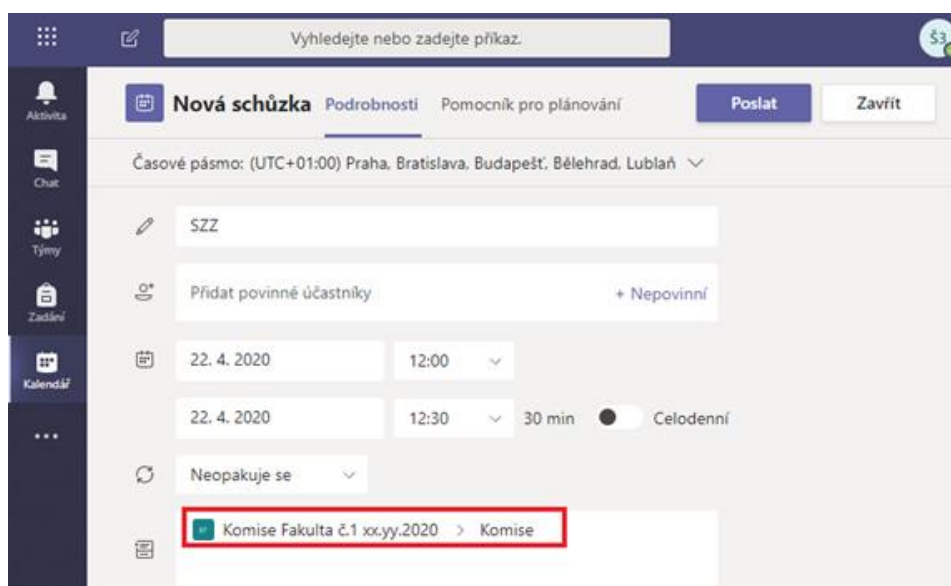 Vyhledejte nebo zadejte příkaz.
Š3
Aktivita
Nová schůzka Podrobnosti Pomocník pro plánování Poslat Zavřít
Časové pásmo: (UTC+01:00) Praha, Bratislava, Budapešť, Bělehrad, Lublaň
Chat
SZZ
Týmy
Přidat povinné účastníky + Nepovinní
Zadání
22. 4. 2020 12:00
Kalendář
22. 4. 2020 12:30 30 min Celodenní
Neopakuje se
Komise Fakulta č.1 xx.yy.2020 > Komise